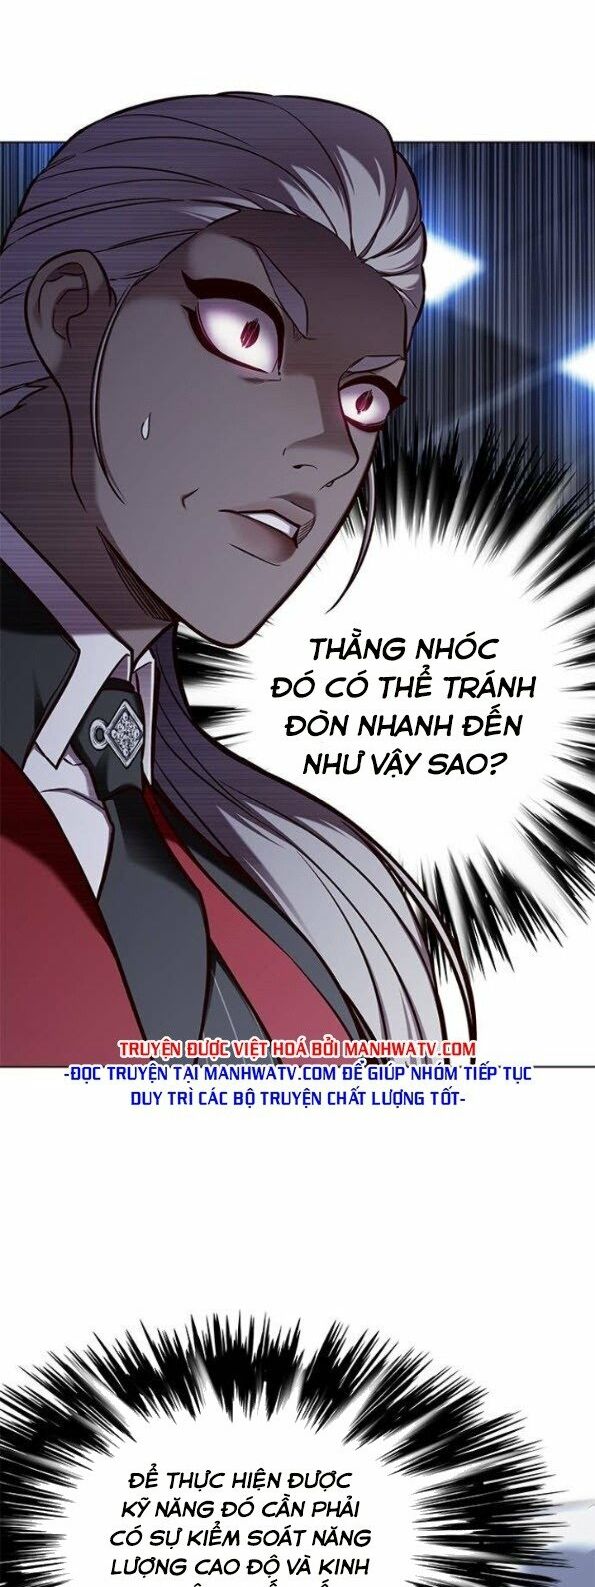 THẰNG NHÓC
ĐÓ CÓ THỂ TRÁNH
ĐÒN NHANH ĐẾN
NHƯ VẬY SAO?
TRUYỆN ĐƯỢC VIỆT HOÁ BỞI MANHWATV.COM
-ĐỌC TRUYỆN TẠI MANHWATV.COM ĐỂ GIÚP NHÓM TIẾP TỤC
DUY TRÌ CÁC BỘ TRUYỆN CHẤT LƯỢNG TỐT-
ĐỂ THỰC HIỆN ĐƯỢC
KỸ NĂNG ĐÓ CẦN PHẢI
CÓ SỰ KIỂM SOÁT NĂNG
LƯỢNG CAO ĐỘ VÀ KINH